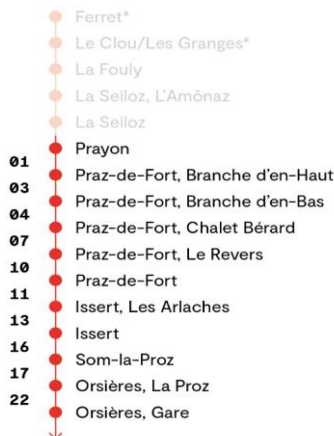 Ferret*
Le Clou/Les Granges*
La Fouly
La Seiloz, L'Amônaz
La Seiloz
Prayon
01
Praz-de-Fort, Branche d'en-Haut
03
Praz-de-Fort, Branche d'en-Bas
04
Praz-de-Fort, Chalet Bérard
07
Praz-de-Fort, Le Revers
10
Praz-de-Fort
11
Issert, Les Arlaches
13
Issert
16
Som-la-Proz
17
Orsières, La Proz
22
Orsières, Gare